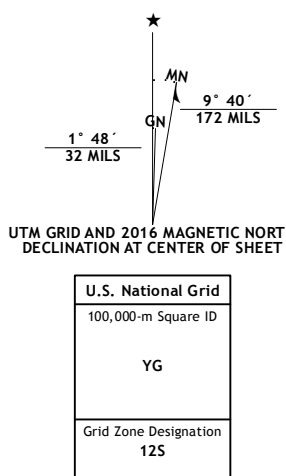 ★
MN
GN
1° 48´
32 MILS
9° 40´
172 MILS
UTM GRID AND 2016 MAGNETIC NORT
DECLINATION AT CENTER OF SHEET
U.S. National Grid
100,000-m Square ID
YG
Grid Zone Designation
12S